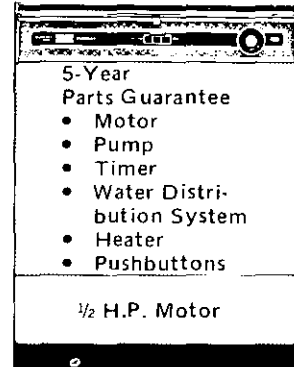 5-Year
Parts Guarantee
• Motor
• Pump
• Timer
• Water Distri-
bution System
• Heater
• Pushbuttons
½ H.P. Motor